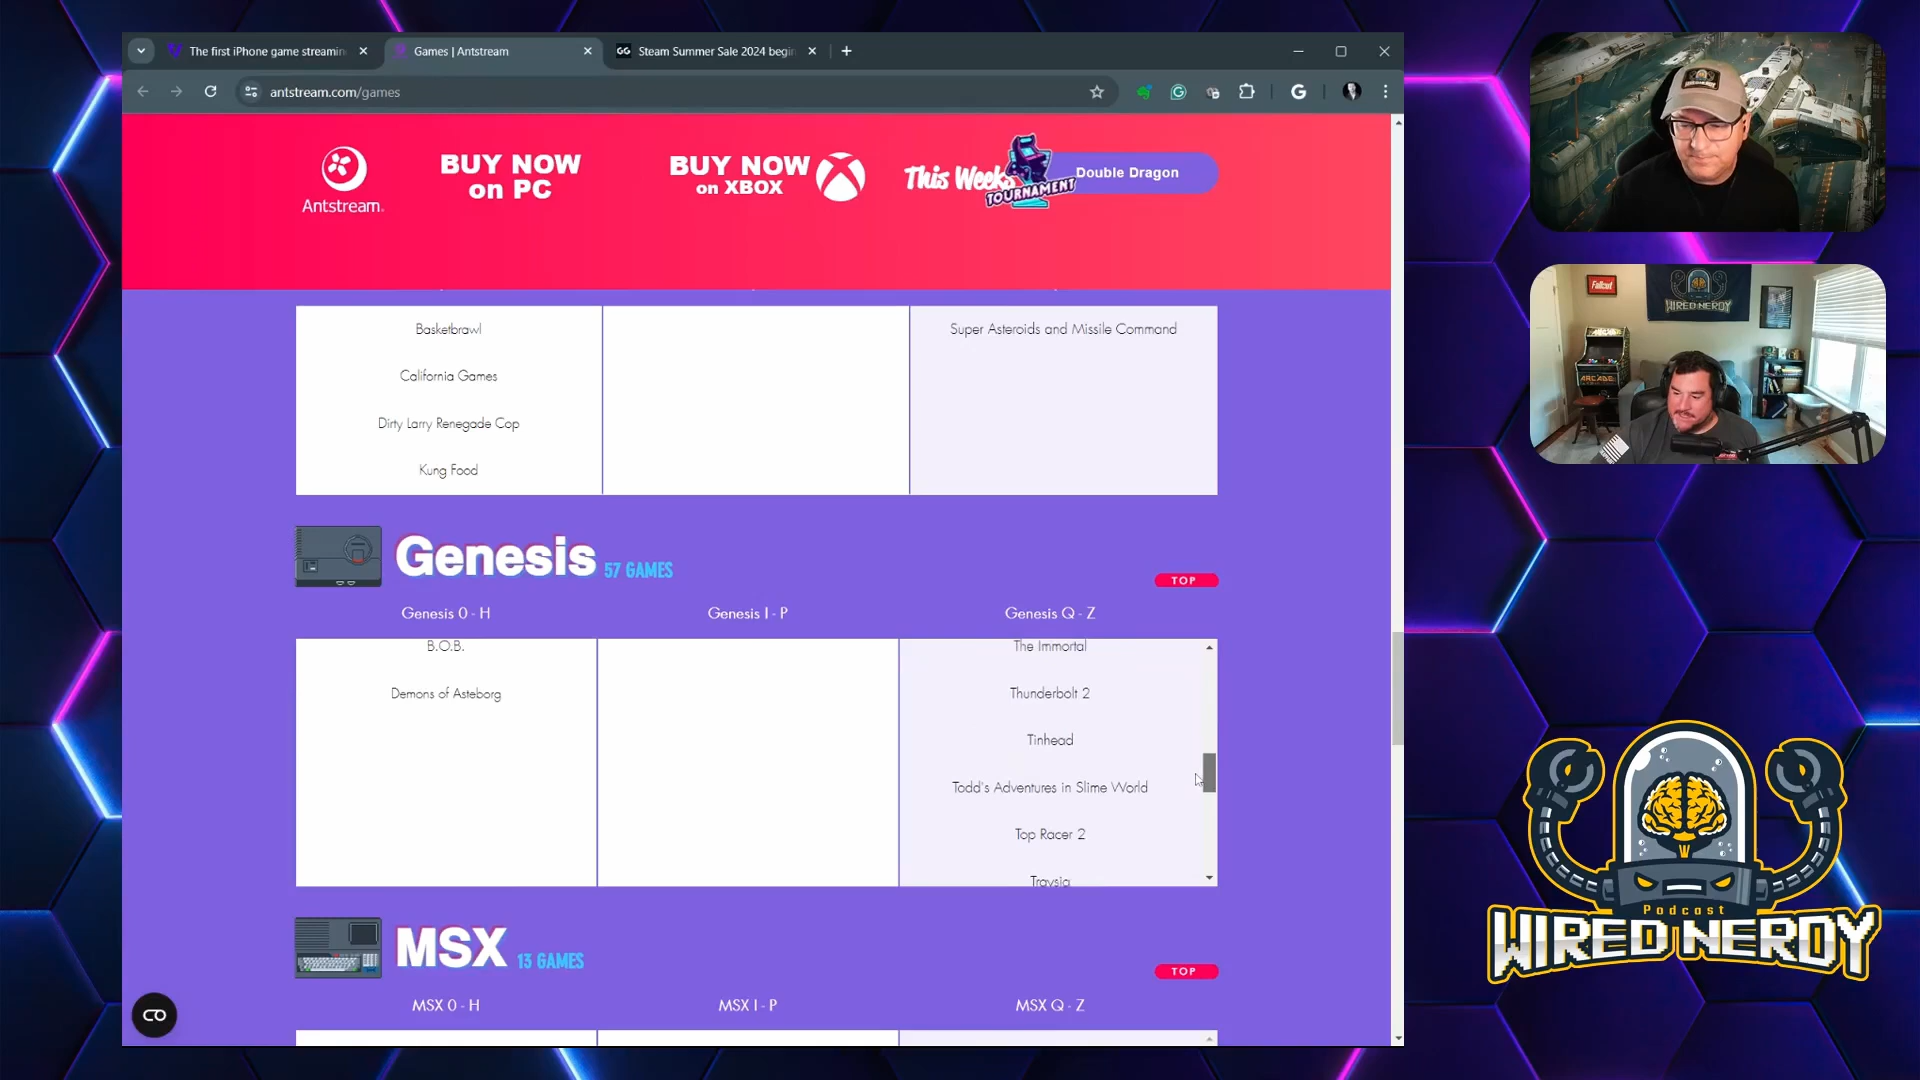 The first iPhone game streamin
Games | Antstream
Steam Summer Sale 2024 begin
antstream.com/games
Antstream
BUY NOW
on PC
BUY NOW
on XBOX
This Week's
TOURNAMENT
Double Dragon
Basketbrawl
California Games
Dirty Larry Renegade Cop
Kung Food
Super Asteroids and Missile Command
Genesis 57 GAMES
TOP
Genesis 0 - H
Genesis I - P
Genesis Q - Z
B.O.B.
Demons of Asteborg
The Immortal
Thunderbolt 2
Tinhead
Todd's Adventures in Slime World
Top Racer 2
Traysia
MSX 13 GAMES
TOP
MSX 0 - H
MSX I - P
MSX Q - Z
Fallout
WIRED NERDY
ARCADE
Podcast
WIRED NERDY